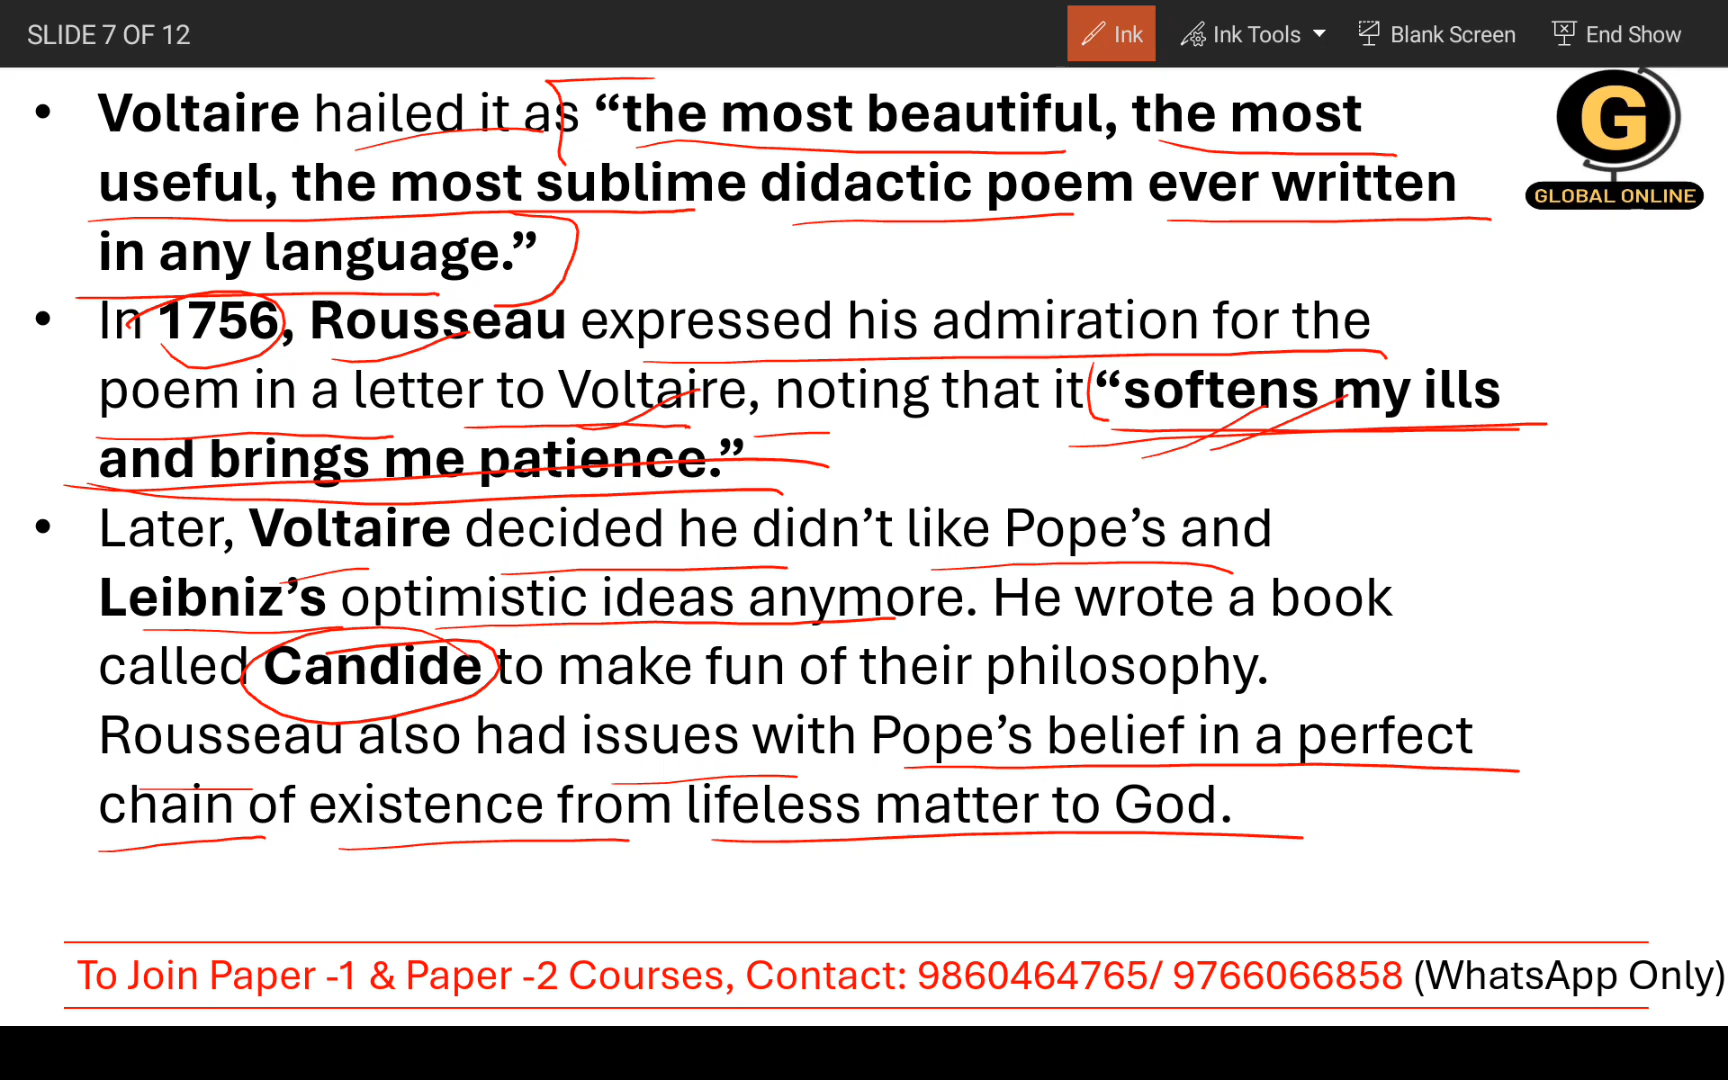 SLIDE 7 OF 12
Ink
Ink Tools
Blank Screen
End Show
G
GLOBAL ONLINE
• Voltaire hailed it as “the most beautiful, the most
useful, the most sublime didactic poem ever written
in any language.”
• In 1756, Rousseau expressed his admiration for the
poem in a letter to Voltaire, noting that it “softens my ills
and brings me patience.”
• Later, Voltaire decided he didn’t like Pope’s and
Leibniz’s optimistic ideas anymore. He wrote a book
called Candide to make fun of their philosophy.
Rousseau also had issues with Pope’s belief in a perfect
chain of existence from lifeless matter to God.
To Join Paper -1 & Paper -2 Courses, Contact: 9860464765/ 9766066858 (WhatsApp Only)